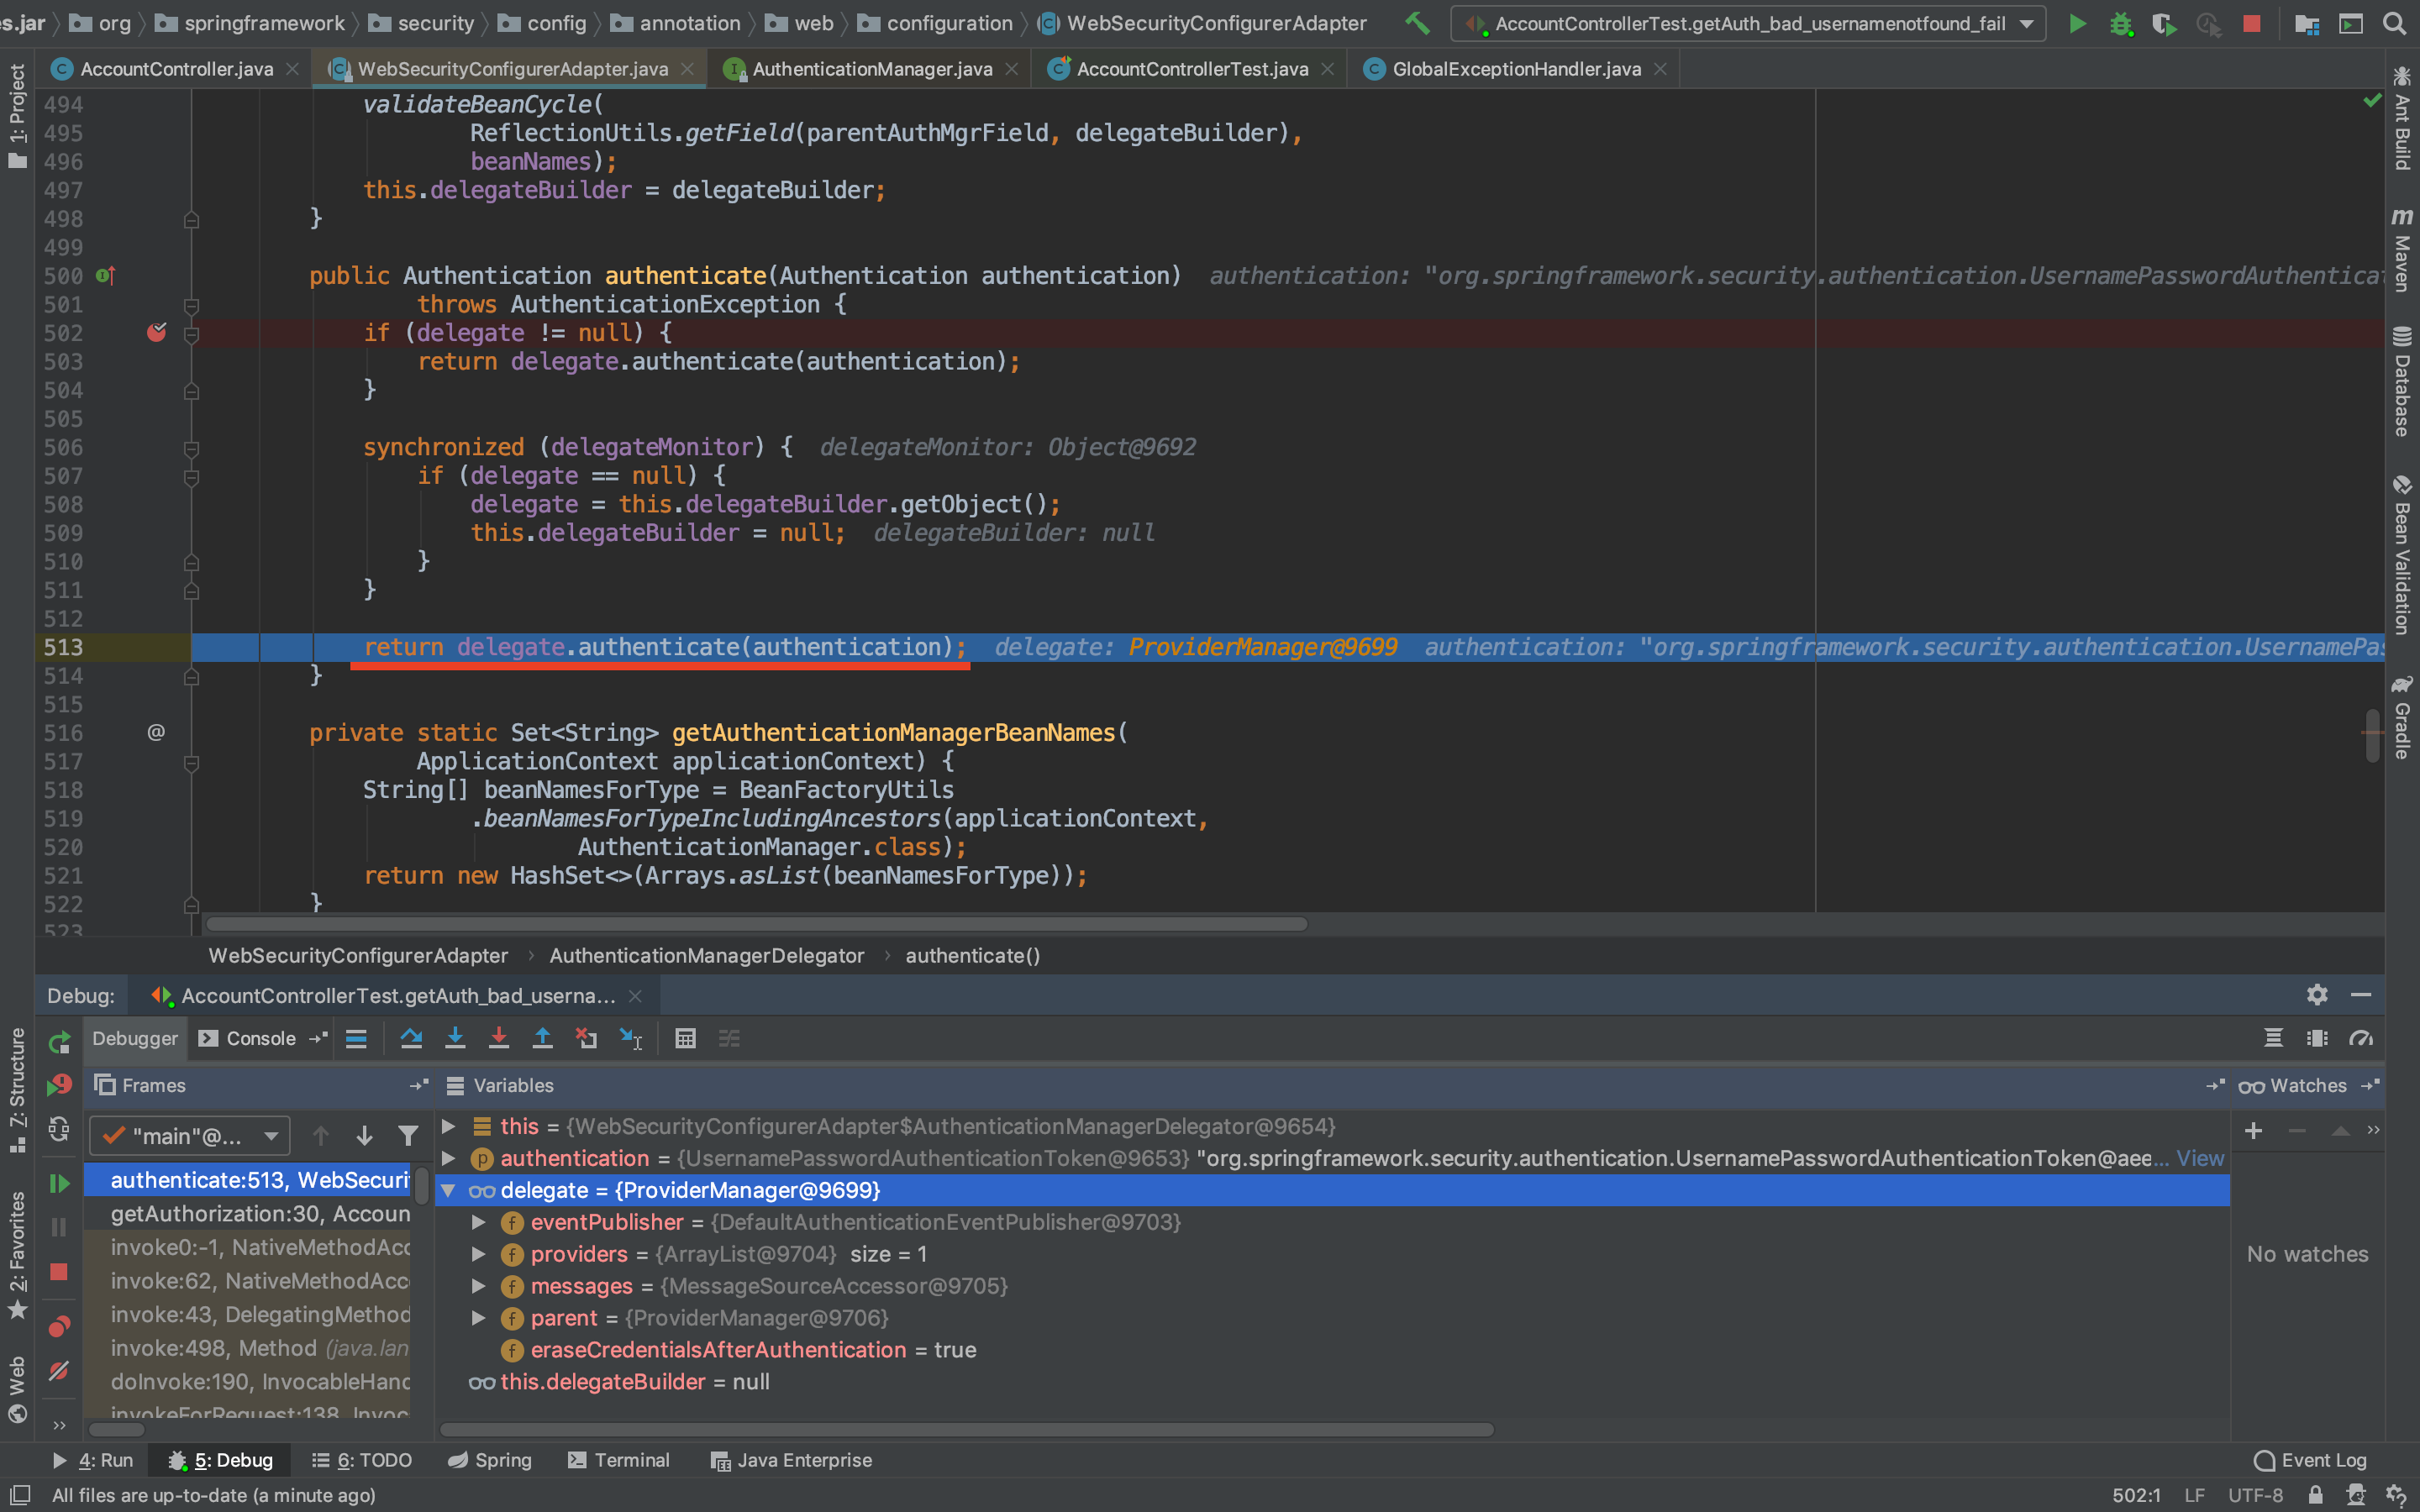 es.jar org springframework security config annotation web configuration WebSecurityConfigurerAdapter AccountControllerTest.getAuth_bad_usernamenotfound_fail
AccountController.java WebSecurityConfigurerAdapter.java AuthenticationManager.java AccountControllerTest.java GlobalExceptionHandler.java
1: Project
Z: Structure
2: Favorites
Web
494 validateBeanCycle(
495 ReflectionUtils.getField(parentAuthMgrField, delegateBuilder),
496 beanNames);
497 this.delegateBuilder = delegateBuilder;
498 }
499
500 public Authentication authenticate(Authentication authentication) authentication: "org.springframework.security.authentication.UsernamePasswordAuthenticat
501 throws AuthenticationException {
502 if (delegate != null) {
503 return delegate.authenticate(authentication);
504 }
505
506 synchronized (delegateMonitor) { delegateMonitor: Object@9692
507 if (delegate == null) {
508 delegate = this.delegateBuilder.getObject();
509 this.delegateBuilder = null; delegateBuilder: null
510 }
511 }
512
513 return delegate.authenticate(authentication); delegate: ProviderManager@9699 authentication: "org.springframework.security.authentication.UsernamePas
514 }
515
516 @ private static Set<String> getAuthenticationManagerBeanNames(
517 ApplicationContext applicationContext) {
518 String[] beanNamesForType = BeanFactoryUtils
519 .beanNamesForTypeIncludingAncestors(applicationContext,
520 AuthenticationManager.class);
521 return new HashSet<>(Arrays.asList(beanNamesForType));
522 }
523
Ant Build
m Maven
Database
Bean Validation
Gradle
WebSecurityConfigurerAdapter › AuthenticationManagerDelegator › authenticate()
Debug: AccountControllerTest.getAuth_bad_userna...
Debugger Console
Frames Variables Watches
"main"@...
authenticate:513, WebSecuri
getAuthorization:30, Accoun
invoke0:-1, NativeMethodAcc
invoke:62, NativeMethodAcc
invoke:43, DelegatingMethod
invoke:498, Method (java.lan
doInvoke:190, InvocableHand
invokeForRequest:138, Invoc
this = {WebSecurityConfigurerAdapter$AuthenticationManagerDelegator@9654}
authentication = {UsernamePasswordAuthenticationToken@9653} "org.springframework.security.authentication.UsernamePasswordAuthenticationToken@aee... View
delegate = {ProviderManager@9699}
eventPublisher = {DefaultAuthenticationEventPublisher@9703}
providers = {ArrayList@9704} size = 1
messages = {MessageSourceAccessor@9705}
parent = {ProviderManager@9706}
eraseCredentialsAfterAuthentication = true
this.delegateBuilder = null
No watches
4: Run 5: Debug 6: TODO Spring Terminal Java Enterprise Event Log
All files are up-to-date (a minute ago) 502:1 LF UTF-8